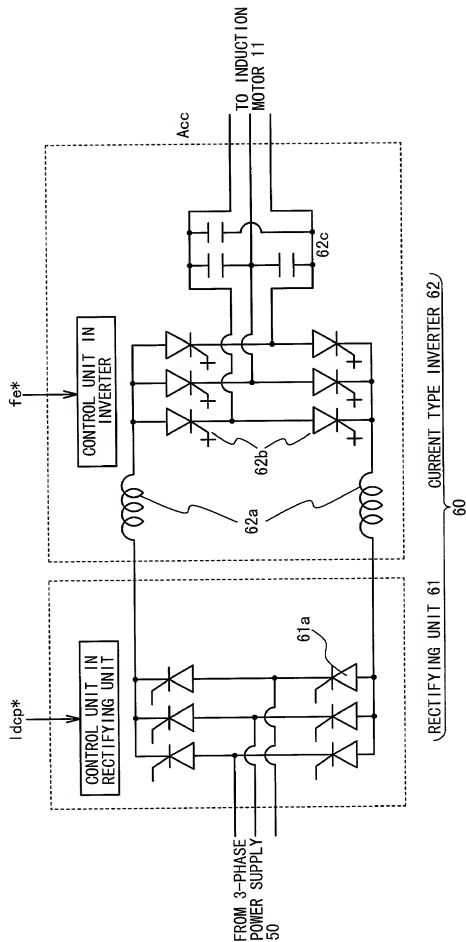 Idcp*
fe*
CONTROL UNIT IN
RECTIFYING UNIT
CONTROL UNIT IN
INVERTER
Acc
62a
62b
62c
61a
FROM 3-PHASE
POWER SUPPLY
50
TO INDUCTION
MOTOR 11
RECTIFYING UNIT 61
CURRENT TYPE INVERTER 62
60